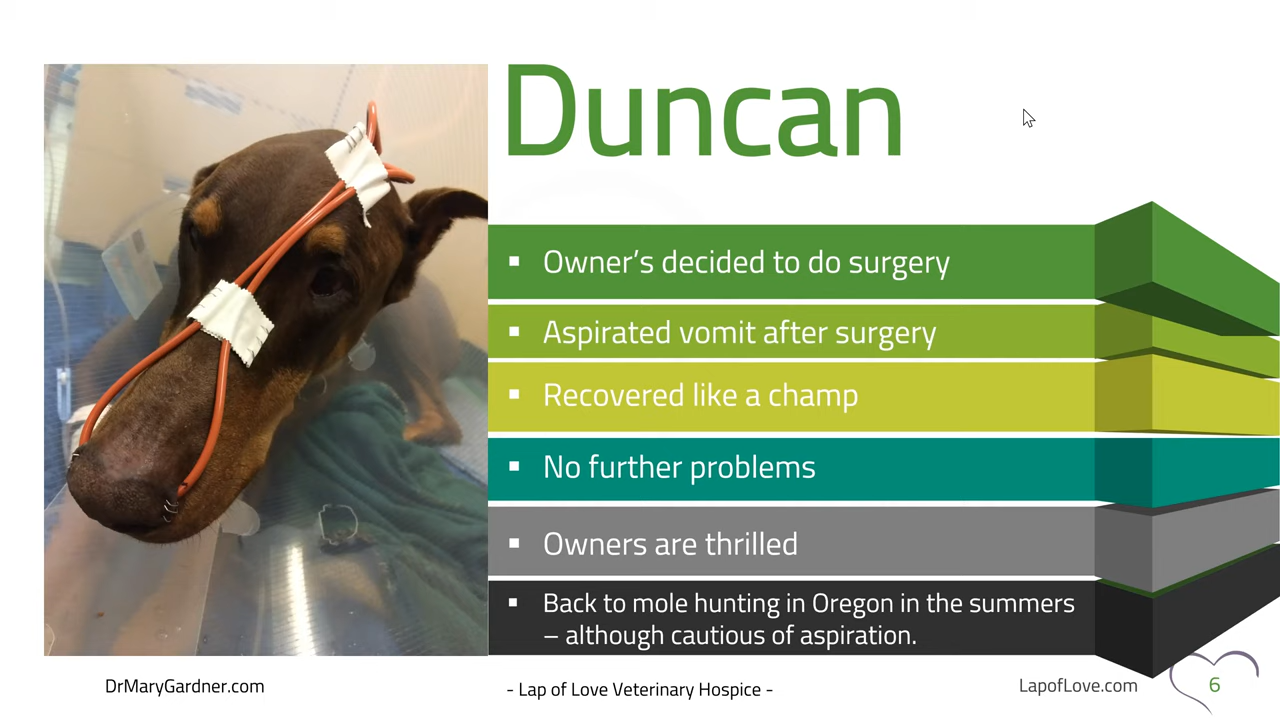 Duncan
▪ Owner's decided to do surgery
▪ Aspirated vomit after surgery
▪ Recovered like a champ
▪ No further problems
▪ Owners are thrilled
▪ Back to mole hunting in Oregon in the summers
– although cautious of aspiration.
DrMaryGardner.com
- Lap of Love Veterinary Hospice -
LapofLove.com
6